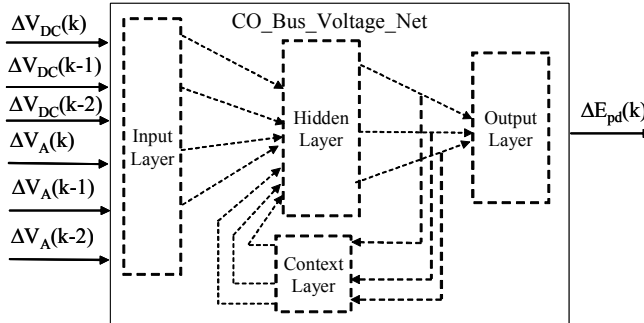 CO_Bus_Voltage_Net
ΔV_DC(k)
ΔV_DC(k-1)
ΔV_DC(k-2)
ΔV_A(k)
ΔV_A(k-1)
ΔV_A(k-2)
Input
Layer
Hidden
Layer
Context
Layer
Output
Layer
ΔE_pd(k)